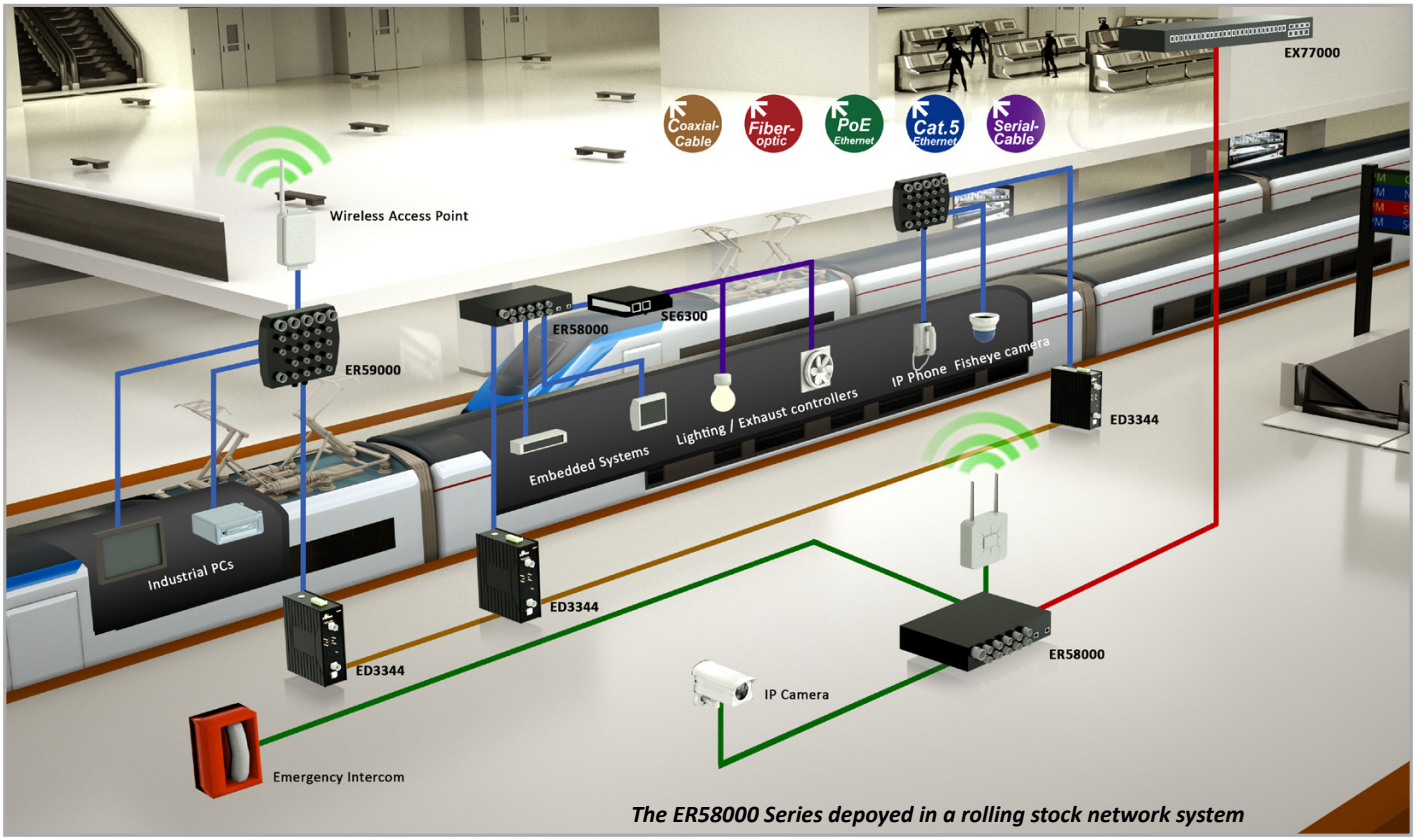 EX77000
Coaxial-
Cable
Fiber-
optic
PoE
Ethernet
Cat.5
Ethernet
Serial-
Cable
Wireless Access Point
ER58000
SE6300
ER59000
IP Phone
Fisheye camera
Lighting / Exhaust controllers
Embedded Systems
ED3344
Industrial PCs
ED3344
ED3344
ER58000
IP Camera
Emergency Intercom
The ER58000 Series depoyed in a rolling stock network system